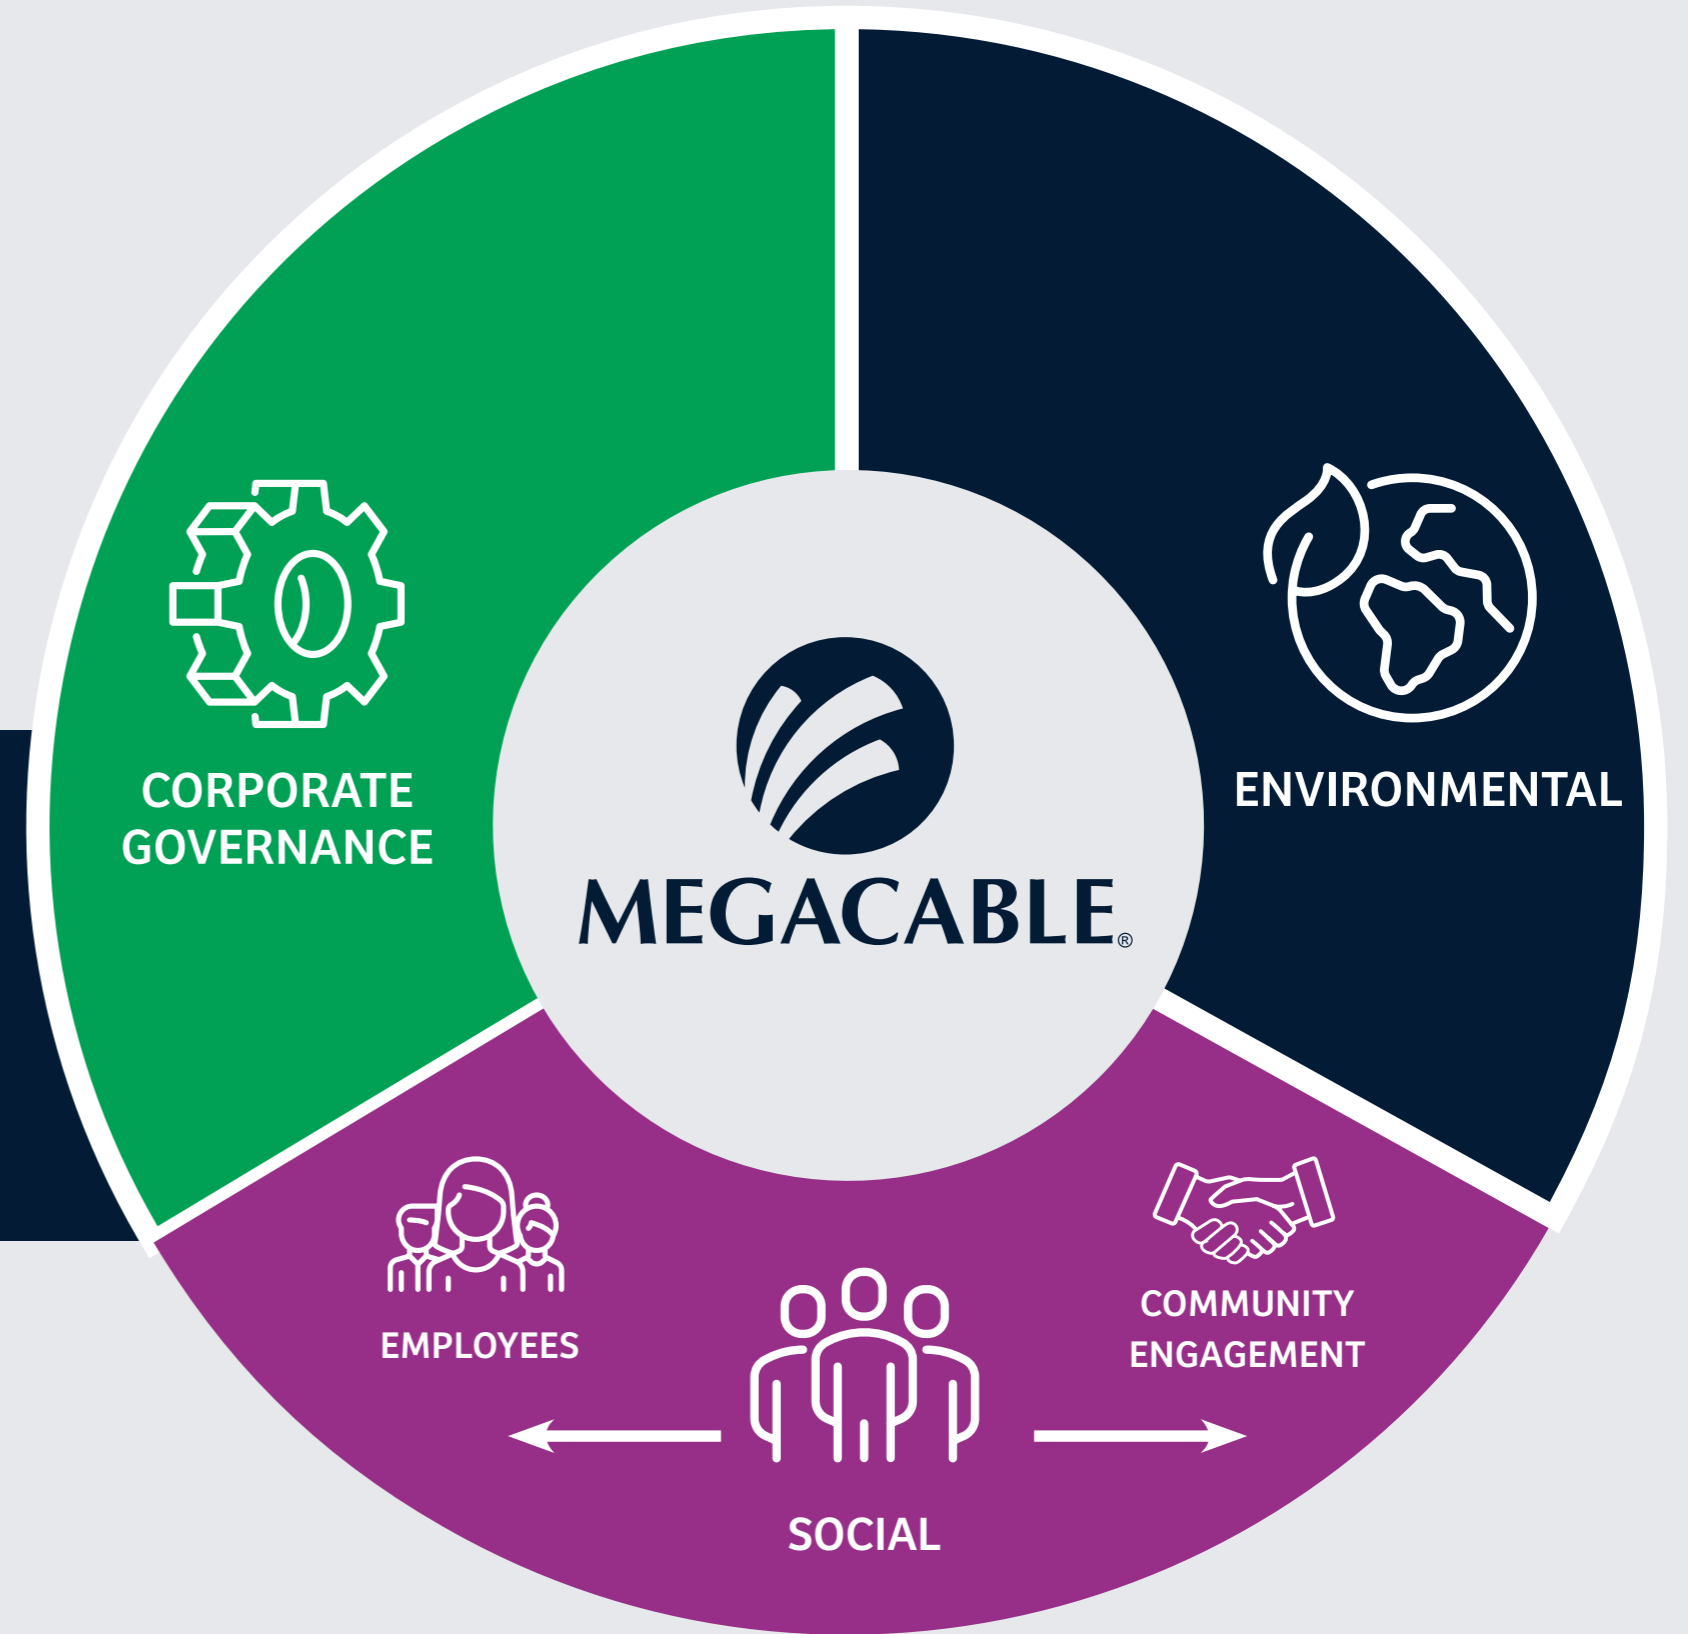 CORPORATE
GOVERNANCE
ENVIRONMENTAL
MEGACABLE®
EMPLOYEES
COMMUNITY
ENGAGEMENT
SOCIAL